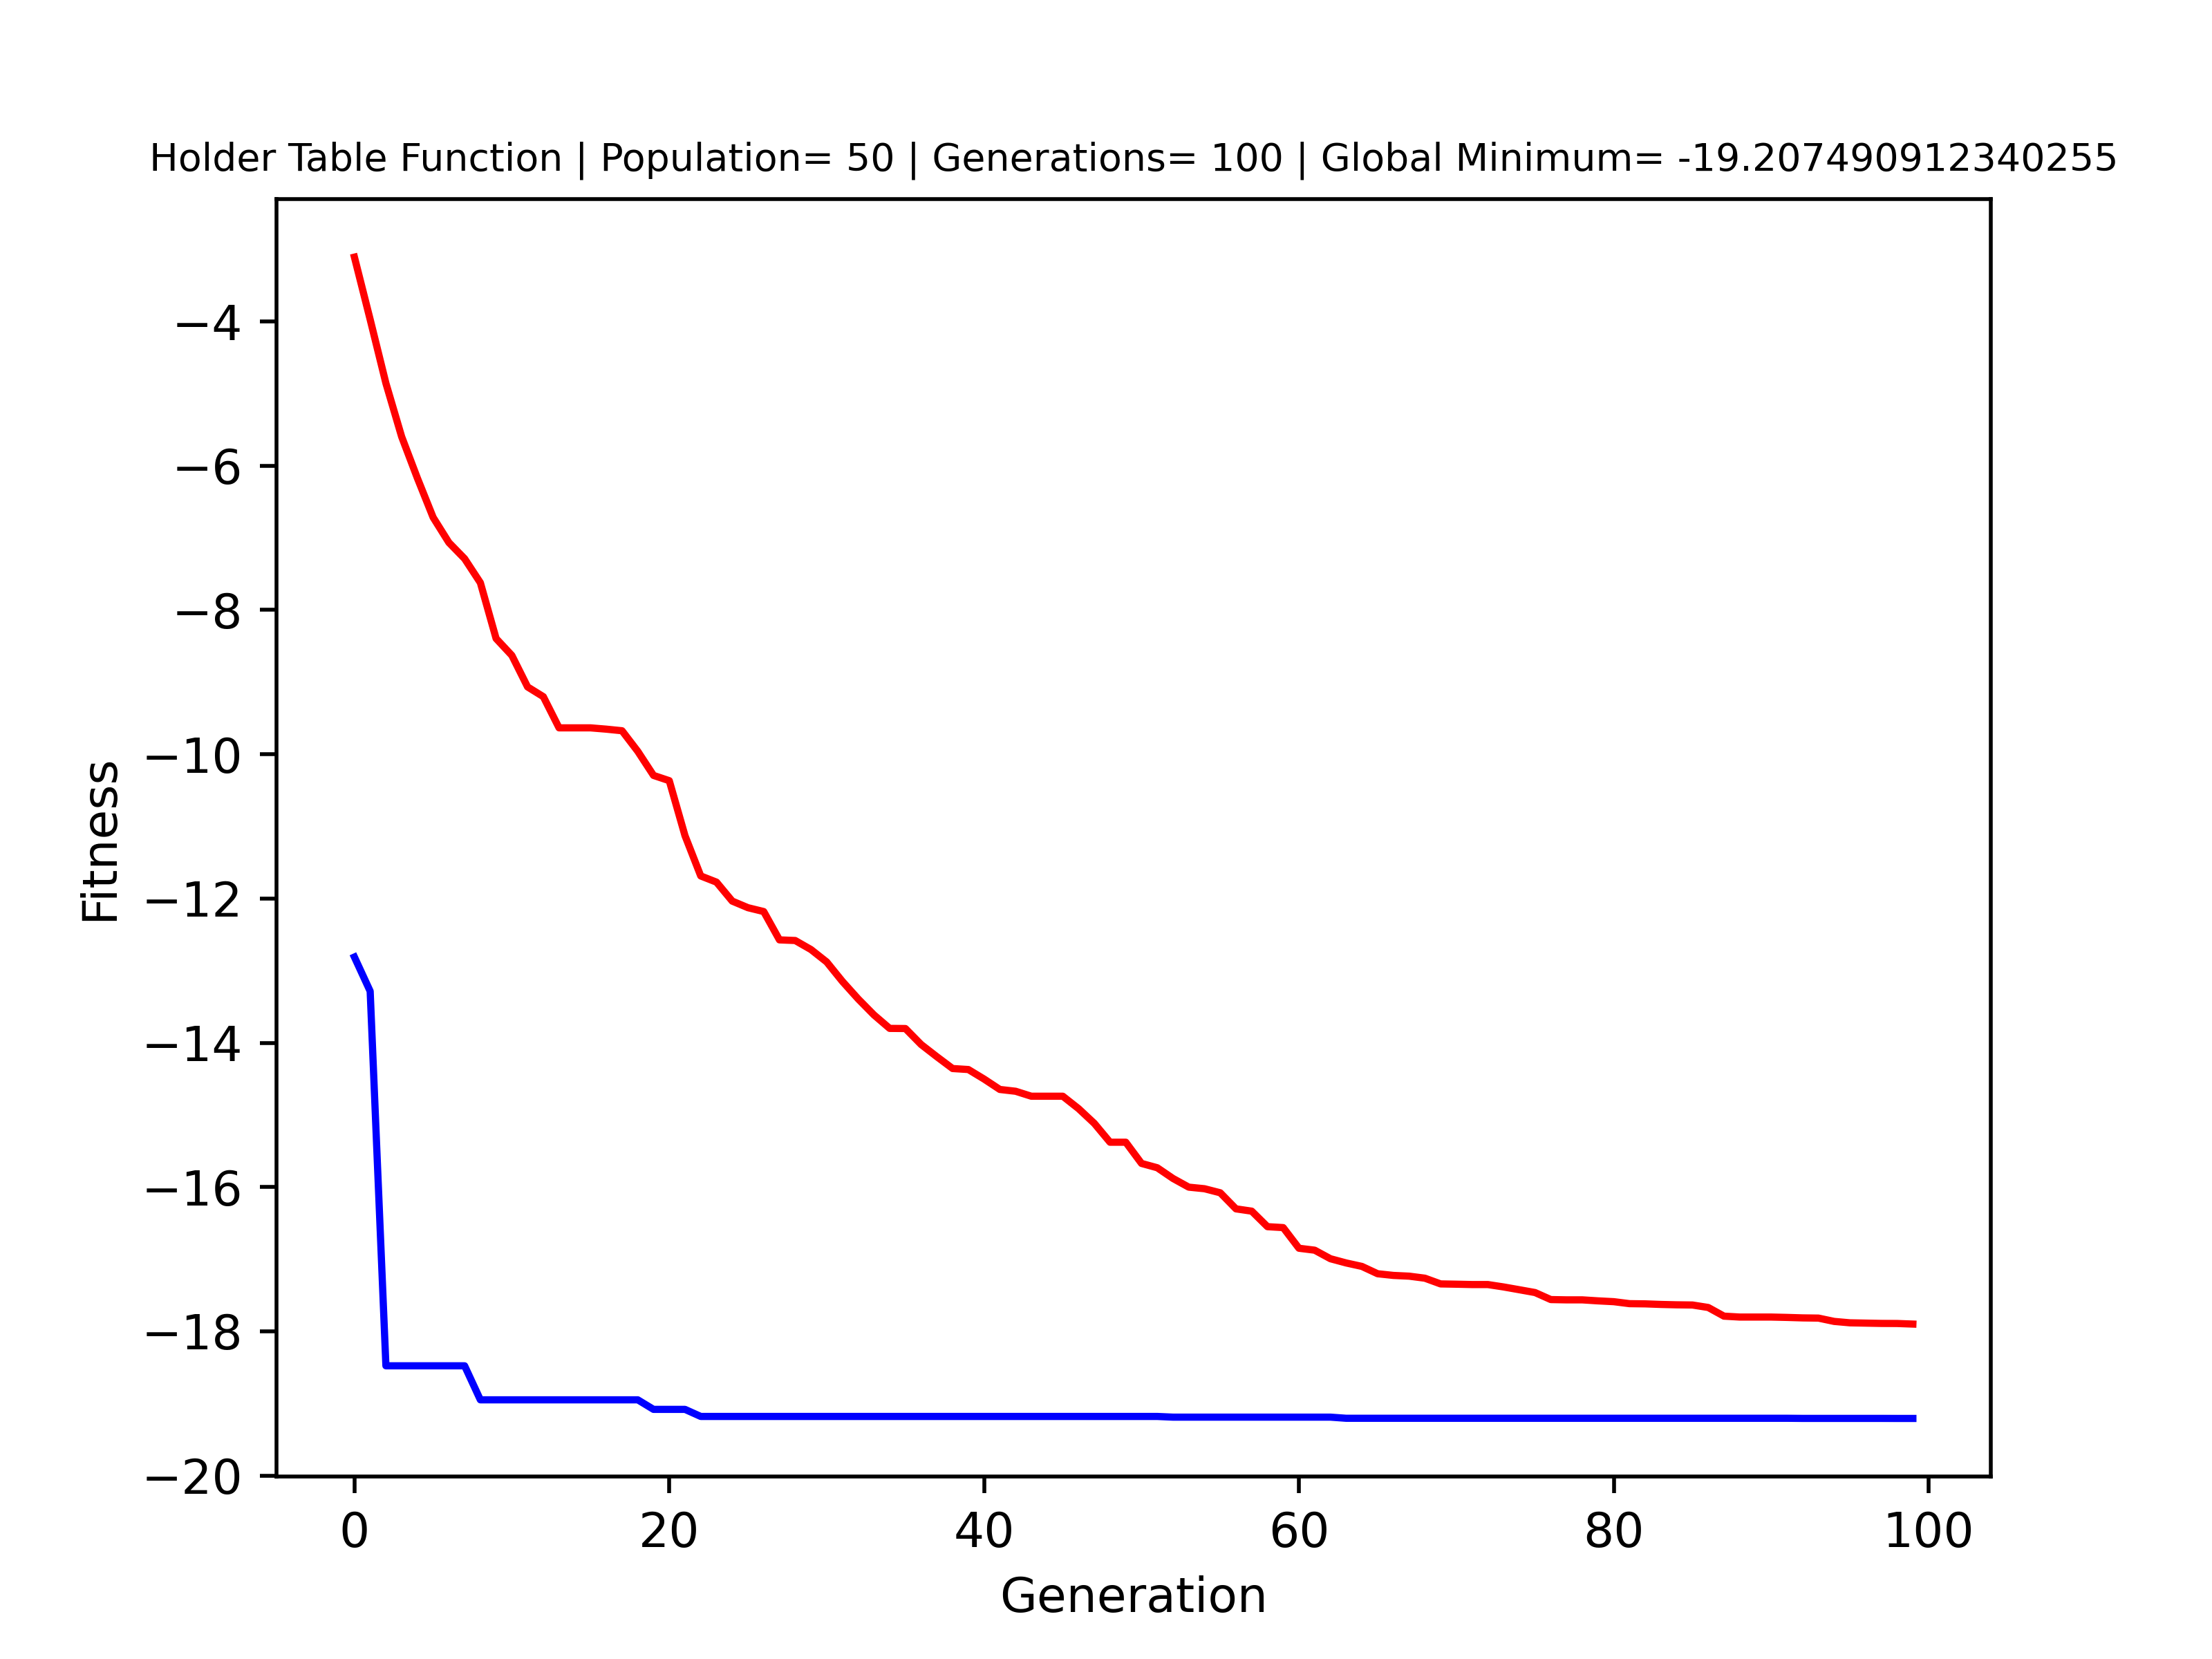 Holder Table Function | Population= 50 | Generations= 100 | Global Minimum= -19.207490912340255
−4
−6
−8
−10
−12
−14
−16
−18
−20
Fitness
0 20 40 60 80 100
Generation